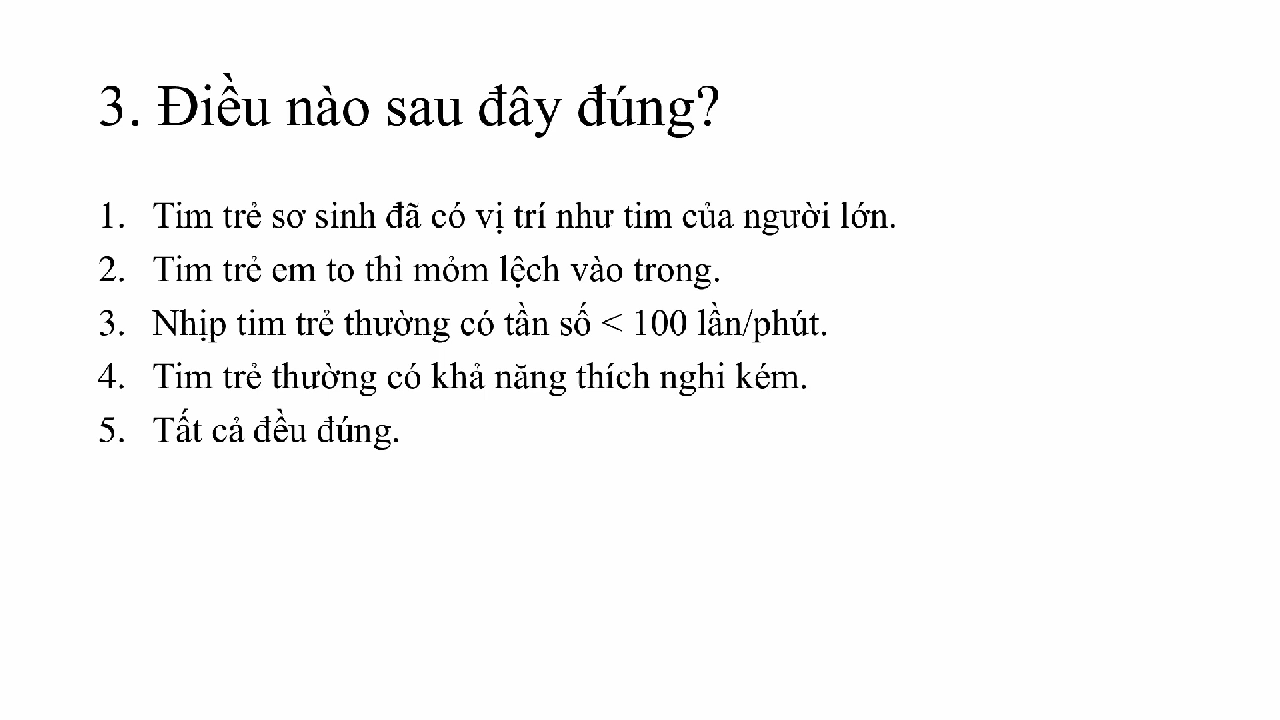 3. Điều nào sau đây đúng?
1. Tim trẻ sơ sinh đã có vị trí như tim của người lớn.
2. Tim trẻ em to thì mỏm lệch vào trong.
3. Nhịp tim trẻ thường có tần số < 100 lần/phút.
4. Tim trẻ thường có khả năng thích nghi kém.
5. Tất cả đều đúng.